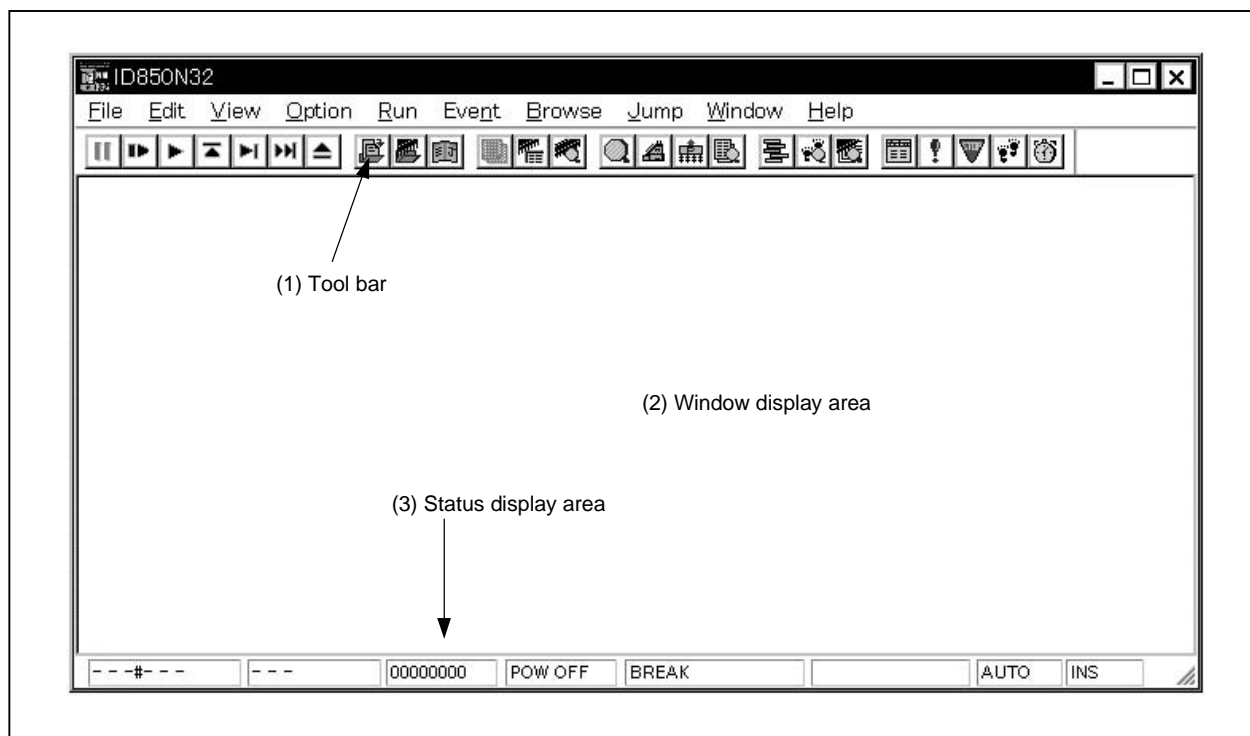 ID850N32
File Edit View Option Run Event Browse Jump Window Help
(1) Tool bar
(2) Window display area
(3) Status display area
- - -#- - - - - - 00000000 POW OFF BREAK AUTO INS